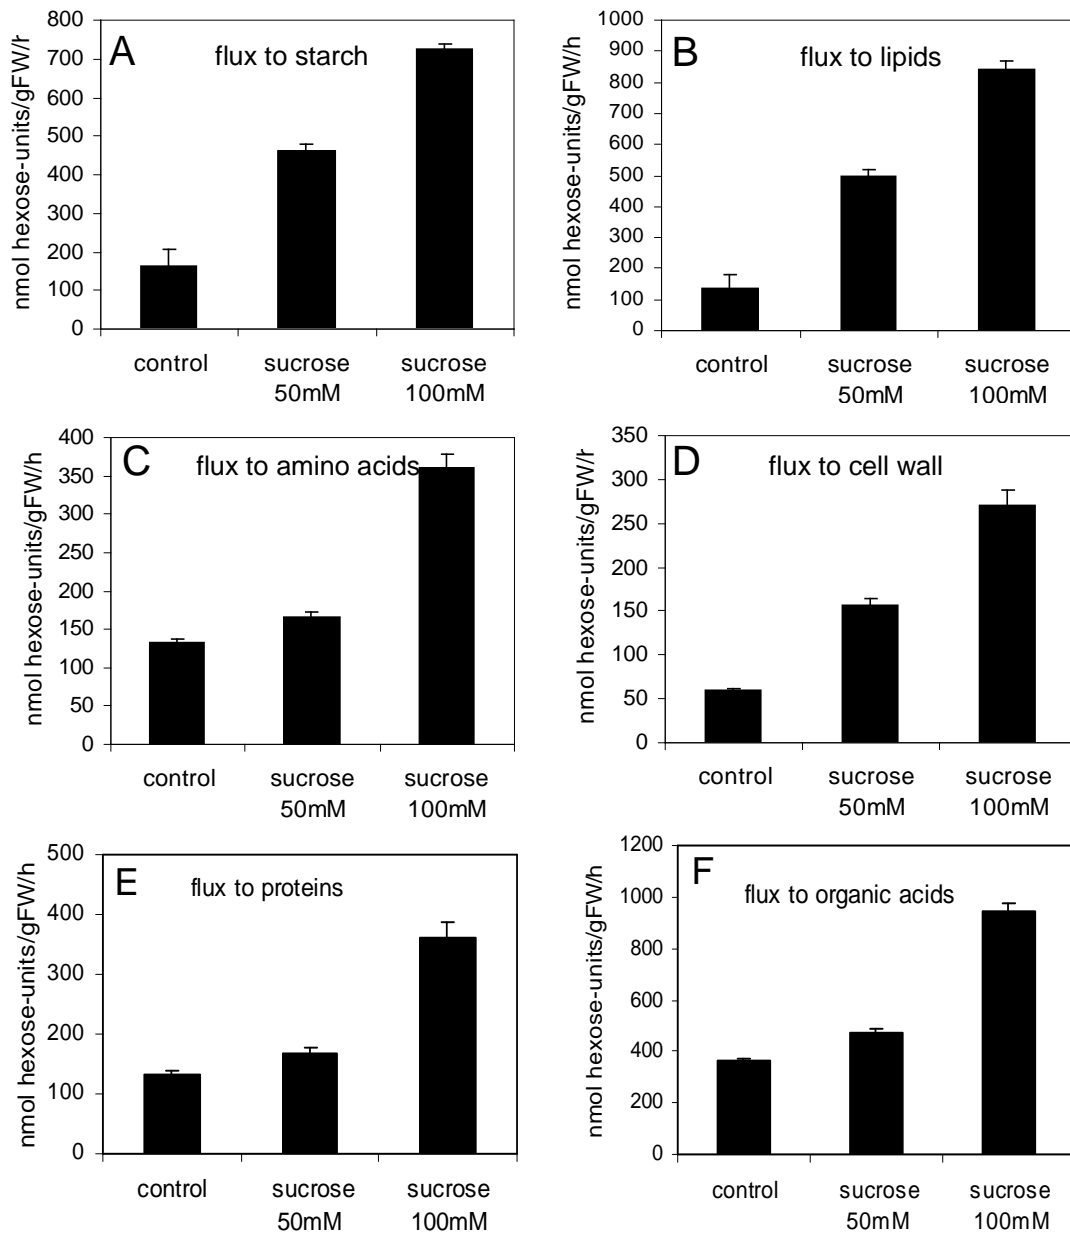 A
flux to starch
nmol hexose-units/gFW/h
800
700
600
500
400
300
200
100
0
control
sucrose 50mM
sucrose 100mM
B
flux to lipids
nmol hexose-units/gFW/h
1000
900
800
700
600
500
400
300
200
100
0
control
sucrose 50mM
sucrose 100mM
C
flux to amino acids
nmol hexose-units/gFW/h
400
350
300
250
200
150
100
50
0
control
sucrose 50mM
sucrose 100mM
D
flux to cell wall
nmol hexose-units/gFW/h
350
300
250
200
150
100
50
0
control
sucrose 50mM
sucrose 100mM
E
flux to proteins
nmol hexose-units/gFW/h
500
400
300
200
100
0
control
sucrose 50mM
sucrose 100mM
F
flux to organic acids
nmol hexose-units/gFW/h
1200
1000
800
600
400
200
0
control
sucrose 50mM
sucrose 100mM